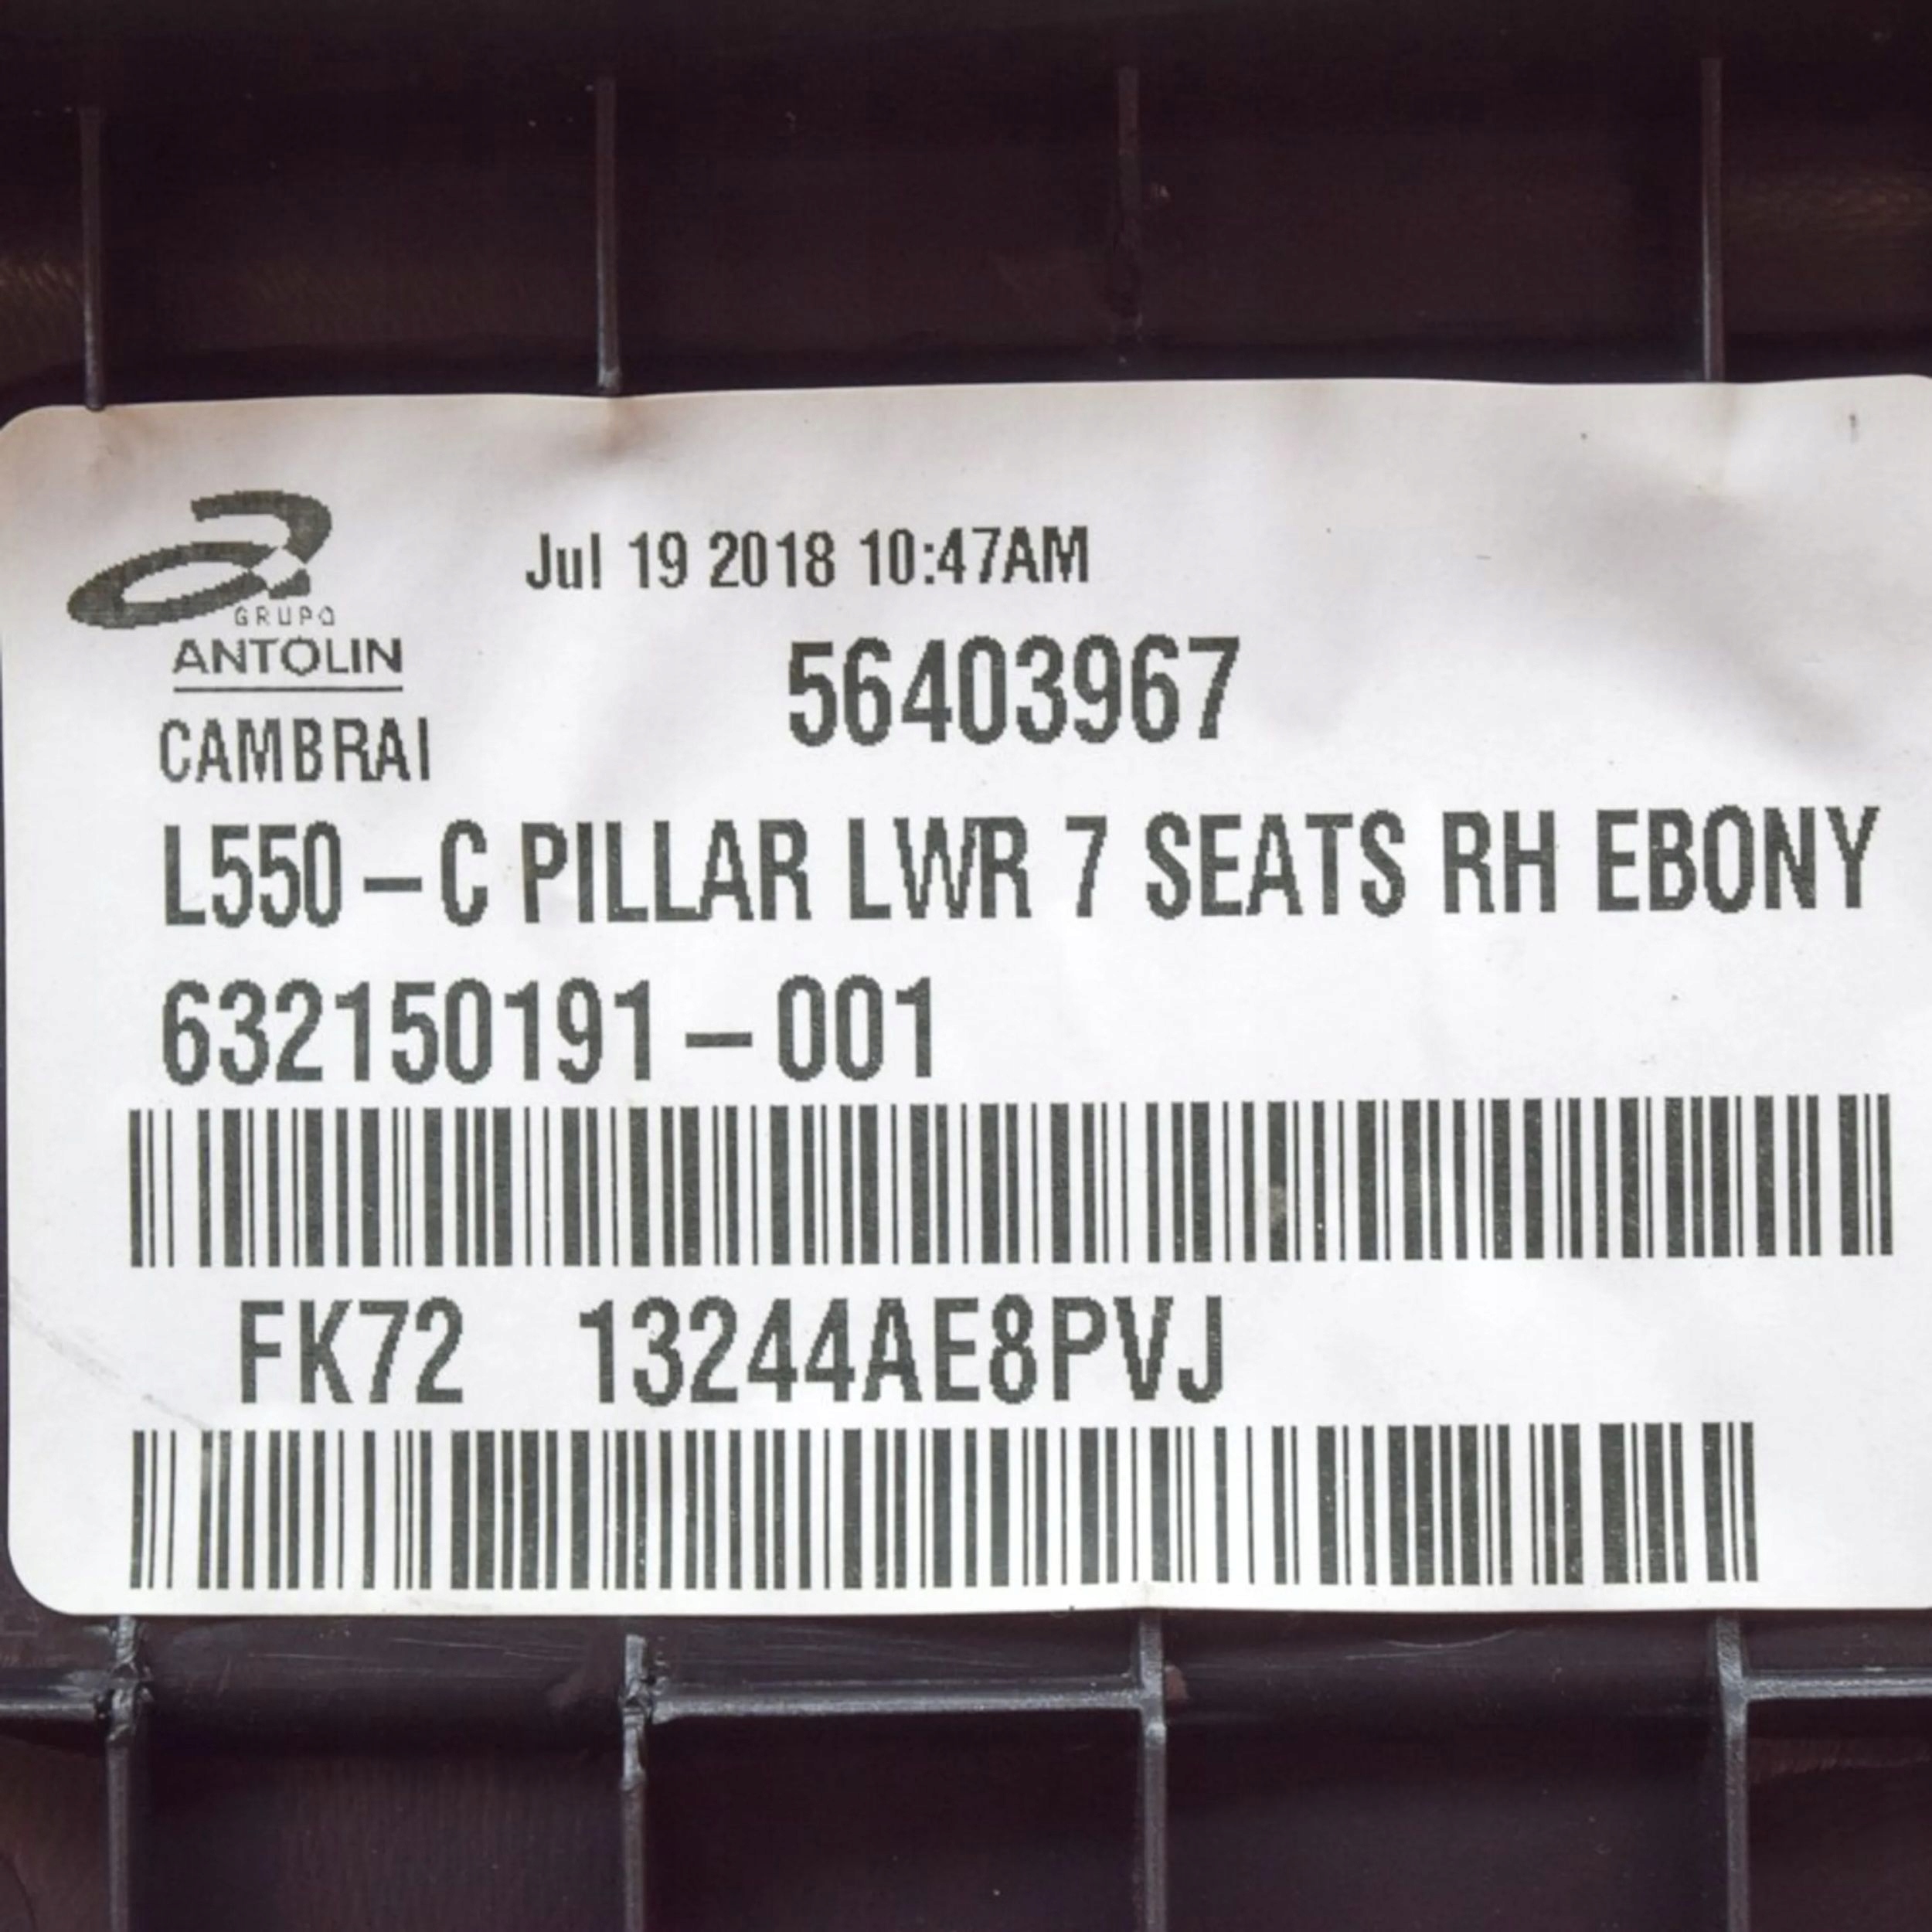 GRUPO
ANTOLIN
Jul 19 2018 10:47AM
56403967
CAMBRAI
L550-C PILLAR LWR 7 SEATS RH EBONY
632150191-001
FK72 13244AE8PVJ